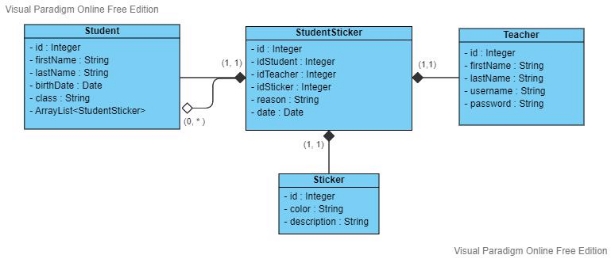 Visual Paradigm Online Free Edition
Student
- id : Integer
- firstName : String
- lastName : String
- birthDate : Date
- class : String
- ArrayList<StudentSticker>
(1, 1)
(0, * )
StudentSticker
- id : Integer
- idStudent : Integer
- idTeacher : Integer
- idSticker : Integer
- reason : String
- date : Date
(1,1)
Teacher
- id : Integer
- firstName : String
- lastName : String
- username : String
- password : String
(1, 1)
Sticker
- id : Integer
- color : String
- description : String
Visual Paradigm Online Free Edition